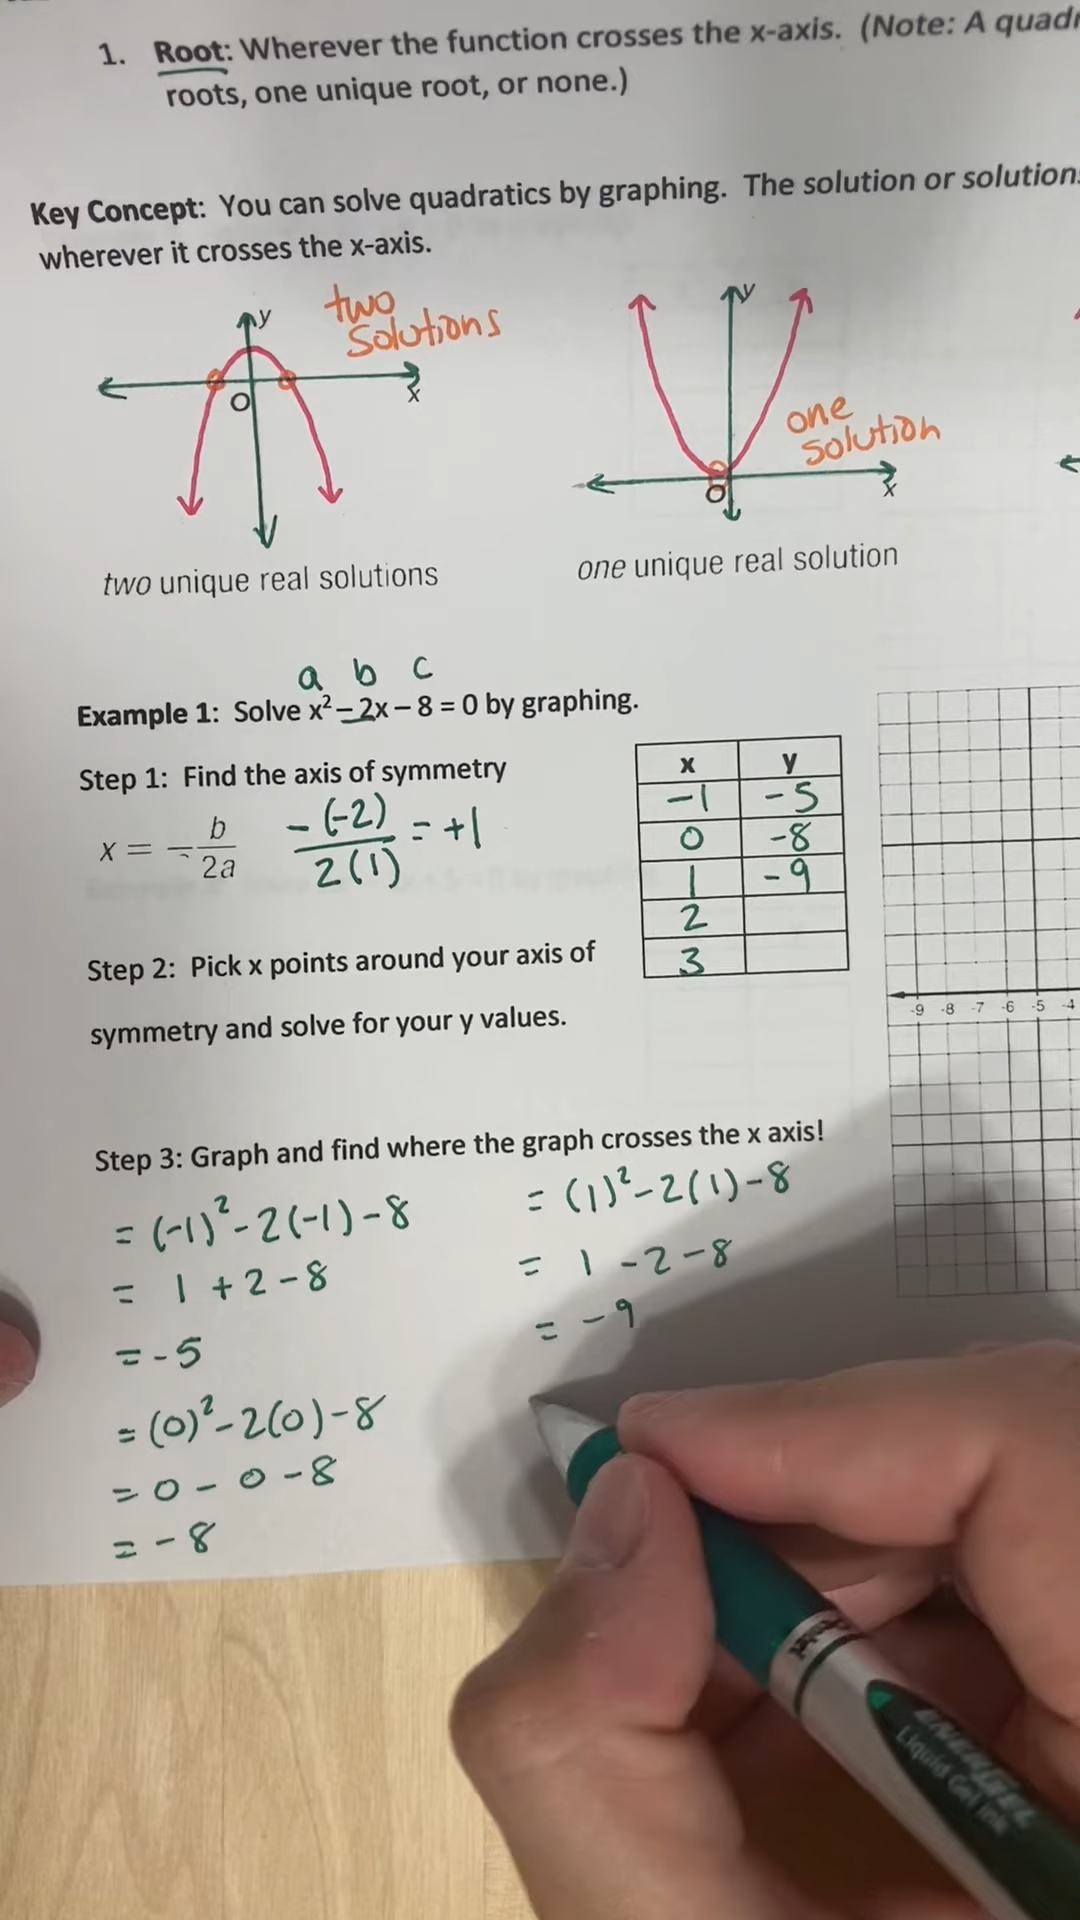 1. Root: Wherever the function crosses the x-axis. (Note: A quadr
roots, one unique root, or none.)
Key Concept: You can solve quadratics by graphing. The solution or solution
wherever it crosses the x-axis.
two
solutions
y
O
x
y
one
solution
O
x
two unique real solutions
one unique real solution
a b c
Example 1: Solve x² – 2x – 8 = 0 by graphing.
Step 1: Find the axis of symmetry
x = - b/2a
-(-2)/2(1) = +1
x y
-1 -5
0 -8
1 -9
2
3
Step 2: Pick x points around your axis of
symmetry and solve for your y values.
-9 -8 -7 -6 -5 -4
Step 3: Graph and find where the graph crosses the x axis!
= (-1)² - 2(-1) - 8
= 1 + 2 - 8
= -5
= (0)² - 2(0) - 8
= 0 - 0 - 8
= -8
= (1)² - 2(1) - 8
= 1 - 2 - 8
= -9
ENERGEL
Liquid Gel Ink